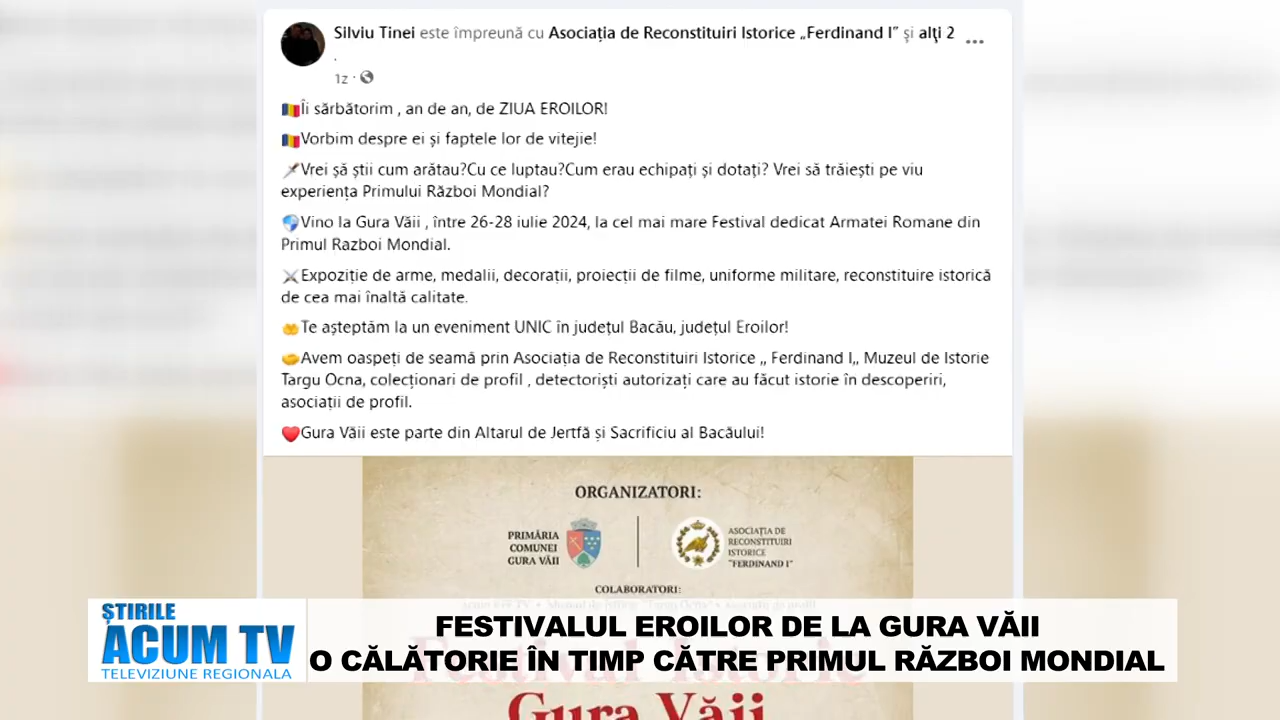 Silviu Tinei este împreună cu Asociația de Reconstituiri Istorice „Ferdinand I” și alţi 2
.
1z ·
Îi sărbătorim , an de an, de ZIUA EROILOR!
Vorbim despre ei și faptele lor de vitejie!
Vrei șă știi cum arătau?Cu ce luptau?Cum erau echipați și dotați? Vrei să trăiești pe viu
experiența Primului Război Mondial?
Vino la Gura Văii , între 26-28 iulie 2024, la cel mai mare Festival dedicat Armatei Romane din
Primul Razboi Mondial.
Expoziție de arme, medalii, decorații, proiecții de filme, uniforme militare, reconstituire istorică
de cea mai înaltă calitate.
Te așteptăm la un eveniment UNIC în județul Bacău, județul Eroilor!
Avem oaspeți de seamă prin Asociația de Reconstituiri Istorice ,, Ferdinand I,, Muzeul de Istorie
Targu Ocna, colecționari de profil , detectoriști autorizați care au făcut istorie în descoperiri,
asociații de profil.
Gura Văii este parte din Altarul de Jertfă și Sacrificiu al Bacăului!
ORGANIZATORI:
PRIMĂRIA
COMUNEI
GURA VĂII
ASOCIAȚIA DE
RECONSTITUIRI
ISTORICE
"FERDINAND I"
COLABORATORI:
Festival Istoric
Gura Văii
ȘTIRILE
ACUM TV
TELEVIZIUNE REGIONALA
FESTIVALUL EROILOR DE LA GURA VĂII
O CĂLĂTORIE ÎN TIMP CĂTRE PRIMUL RĂZBOI MONDIAL